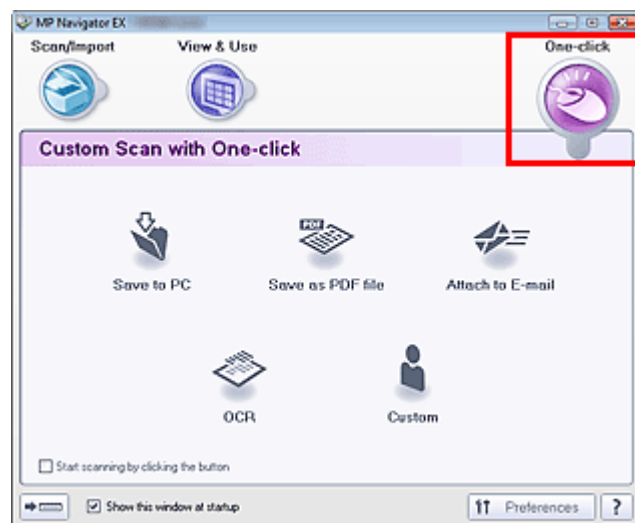 MP Navigator EX
Scan/Import View & Use One-click
Custom Scan with One-click
PDF
Save to PC Save as PDF file Attach to E-mail
OCR Custom
Start scanning by clicking the button
Show this window at startup Preferences ?